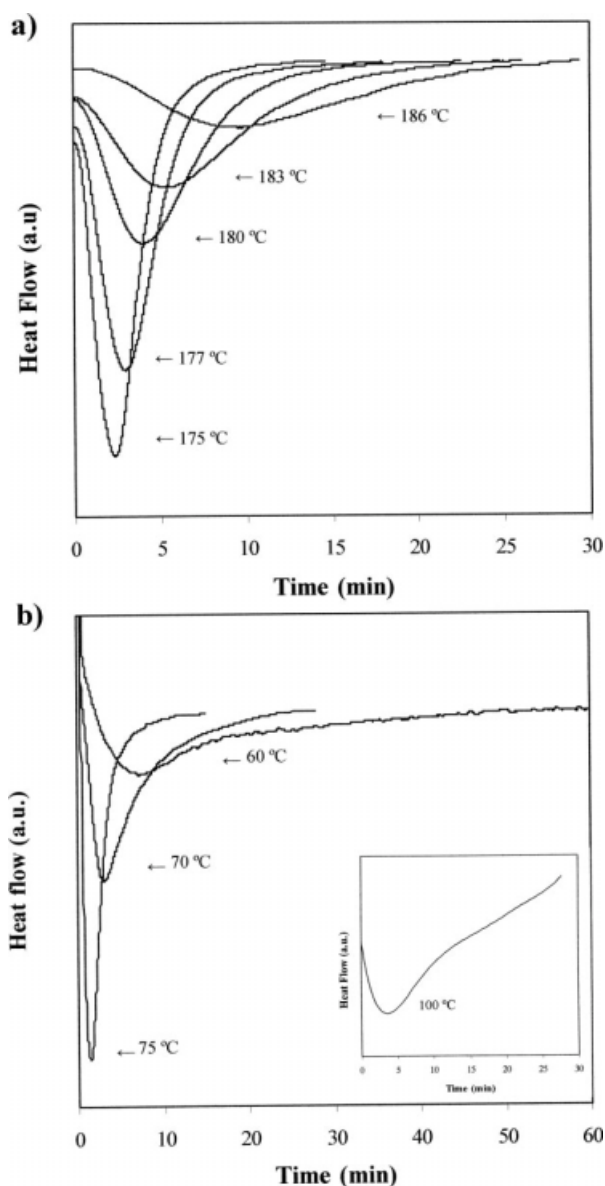 a)
Heat Flow (a.u)
← 186 ºC
← 183 ºC
← 180 ºC
← 177 ºC
← 175 ºC
0 5 10 15 20 25 30
Time (min)
b)
Heat flow (a.u.)
← 60 ºC
← 70 ºC
← 75 ºC
Heat Flow (a.u.)
100 ºC
0 5 10 15 20 25 30
Time (min)
0 10 20 30 40 50 60
Time (min)